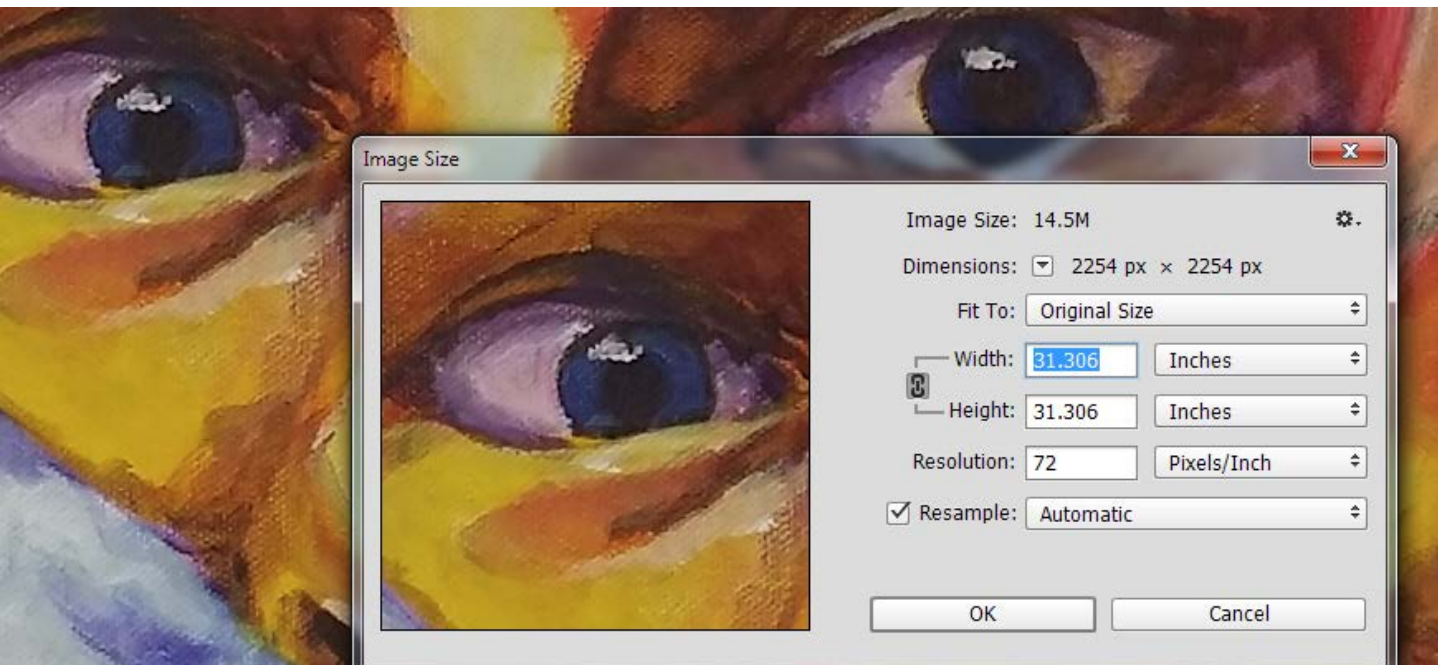 Image Size
Image Size: 14.5M
Dimensions: 2254 px × 2254 px
Fit To: Original Size
Width: 31.306 Inches
Height: 31.306 Inches
Resolution: 72 Pixels/Inch
Resample: Automatic
OK Cancel